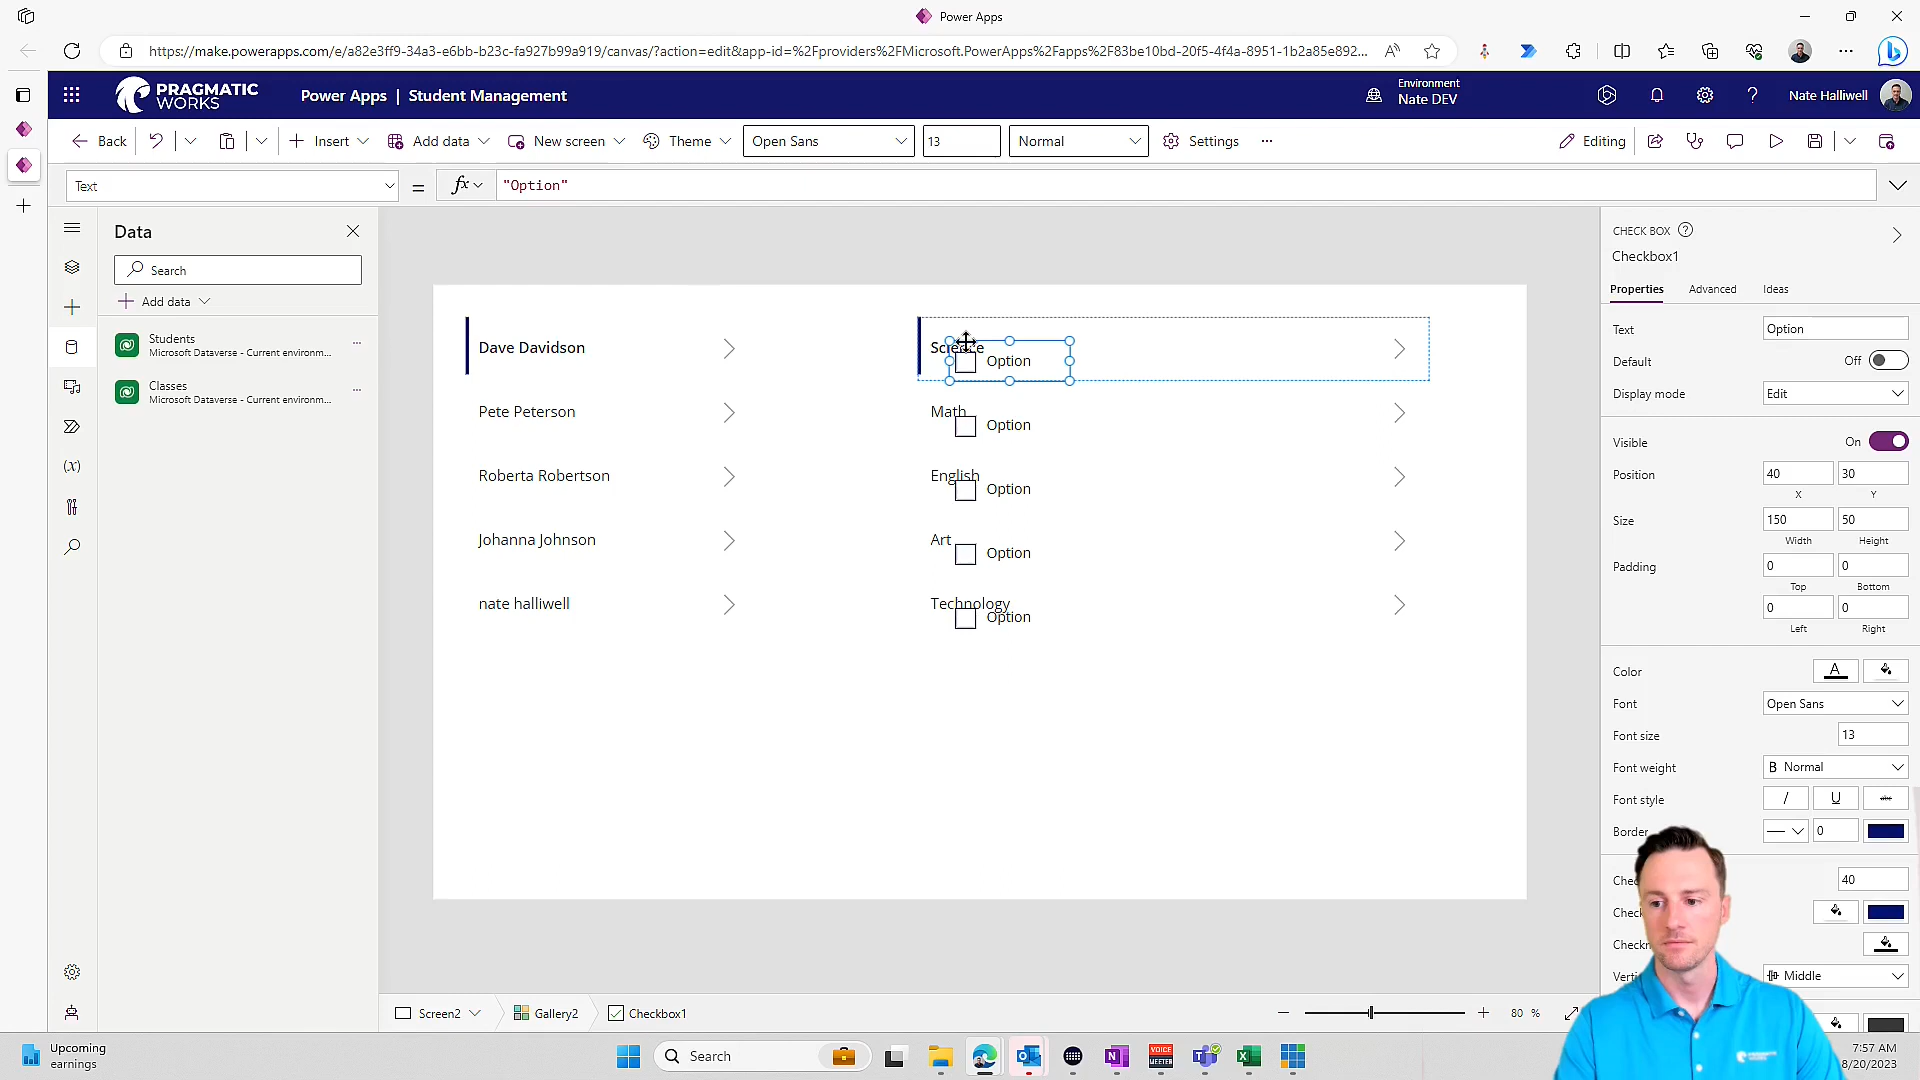 Power Apps
https://make.powerapps.com/e/a82e3ff9-34a3-e6bb-b23c-fa927b99a919/canvas/?action=edit&app-id=%2Fproviders%2FMicrosoft.PowerApps%2Fapps%2F83be10bd-20f5-4f4a-8951-1b2a85e892...
PRAGMATIC WORKS
Power Apps | Student Management
Environment
Nate DEV
Nate Halliwell
Back
Insert
Add data
New screen
Theme
Open Sans
13
Normal
Settings
Editing
Text
=
fx
"Option"
Data
Search
Add data
Students
Microsoft Dataverse - Current environm...
Classes
Microsoft Dataverse - Current environm...
Dave Davidson
Pete Peterson
Roberta Robertson
Johanna Johnson
nate halliwell
Science
Option
Math
Option
English
Option
Art
Option
Technology
Option
CHECK BOX
Checkbox1
Properties
Advanced
Ideas
Text
Option
Default
Off
Display mode
Edit
Visible
On
Position
40
30
X
Y
Size
150
50
Width
Height
Padding
0
0
Top
Bottom
0
0
Left
Right
Color
A
Font
Open Sans
Font size
13
Font weight
B Normal
Font style
/
U
abc
Border
0
40
Middle
Screen2
Gallery2
Checkbox1
80 %
Upcoming
earnings
Search
VOICE
MEETER
7:57 AM
8/20/2023